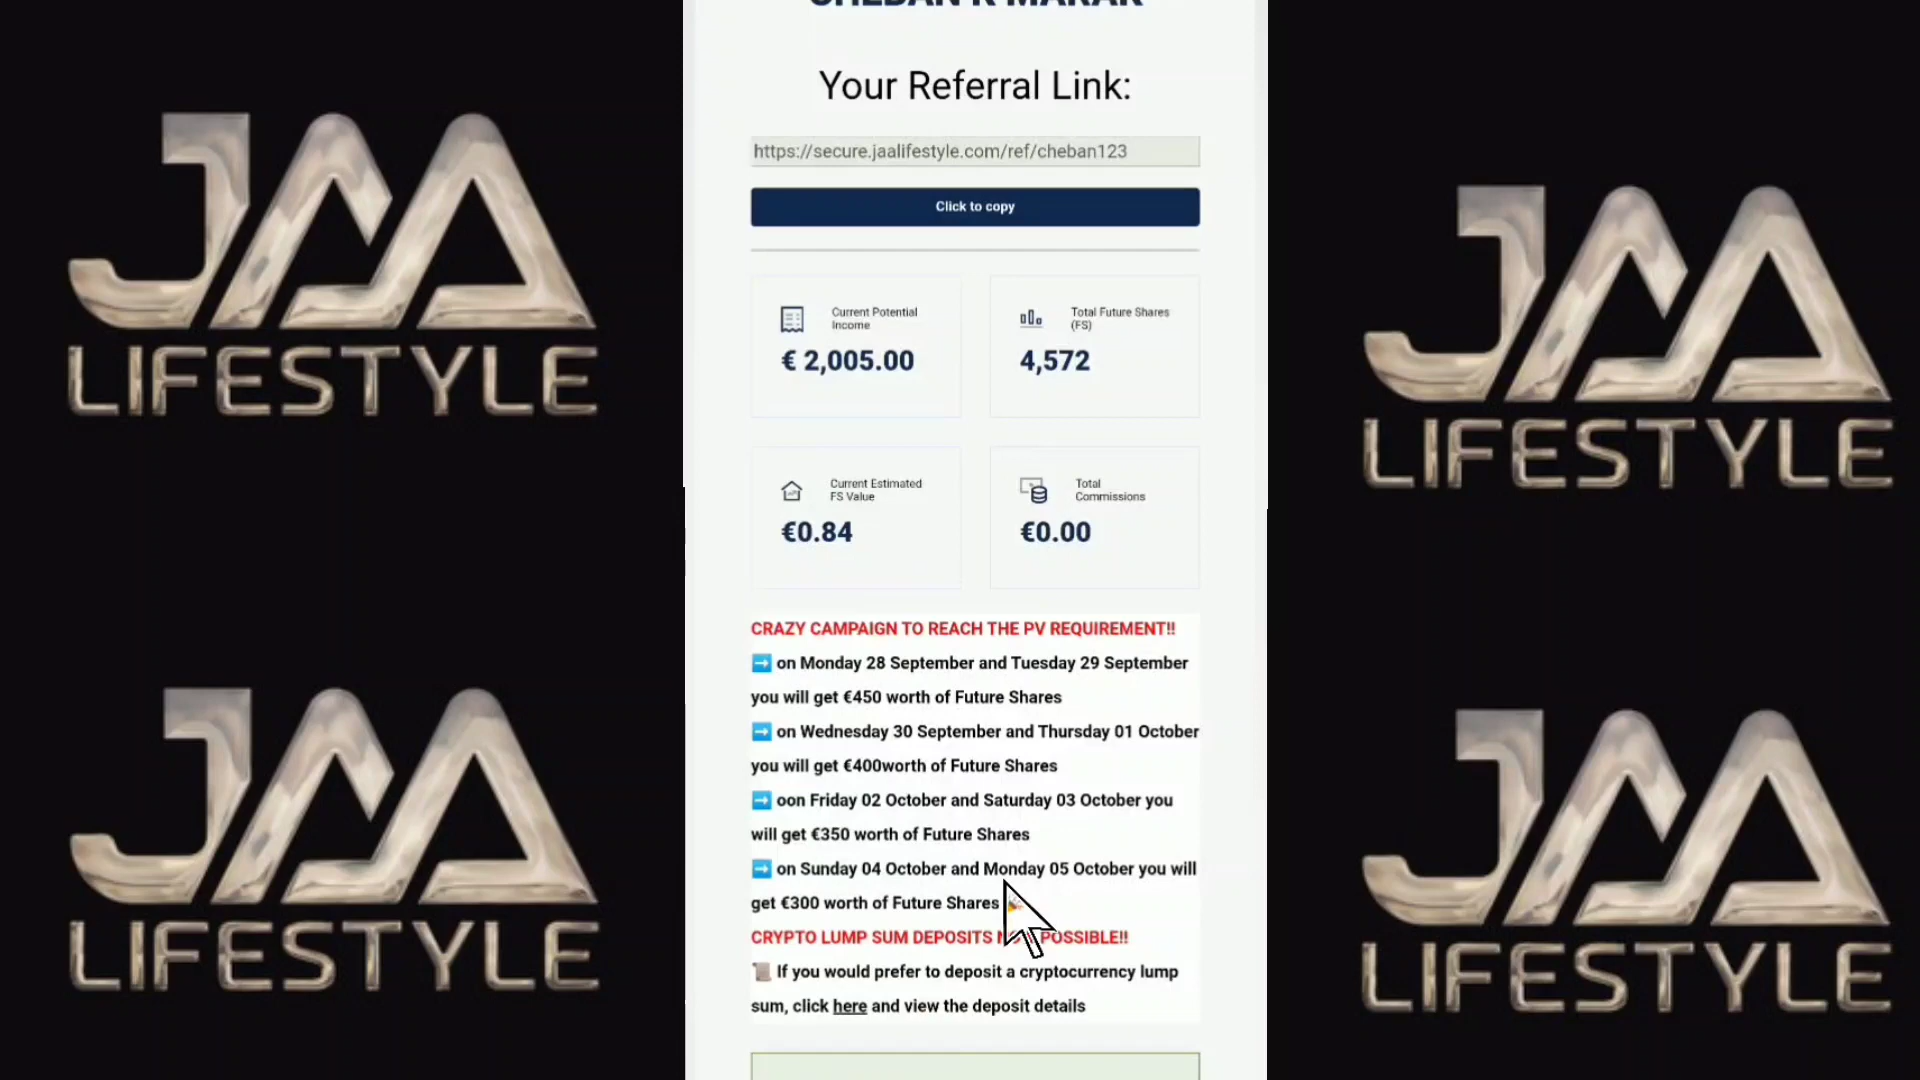 CHEBAN K MARAK
Your Referral Link:
https://secure.jaalifestyle.com/ref/cheban123
Click to copy
Current Potential
Income
€ 2,005.00
Total Future Shares
(FS)
4,572
Current Estimated
FS Value
€0.84
Total
Commissions
€0.00
CRAZY CAMPAIGN TO REACH THE PV REQUIREMENT!!
➡️ on Monday 28 September and Tuesday 29 September
you will get €450 worth of Future Shares
➡️ on Wednesday 30 September and Thursday 01 October
you will get €400worth of Future Shares
➡️ oon Friday 02 October and Saturday 03 October you
will get €350 worth of Future Shares
➡️ on Sunday 04 October and Monday 05 October you will
get €300 worth of Future Shares 🎉
CRYPTO LUMP SUM DEPOSITS POSSIBLE!!
📜 If you would prefer to deposit a cryptocurrency lump
sum, click here and view the deposit details
JAA
LIFESTYLE
JAA
LIFESTYLE
JAA
LIFESTYLE
JAA
LIFESTYLE